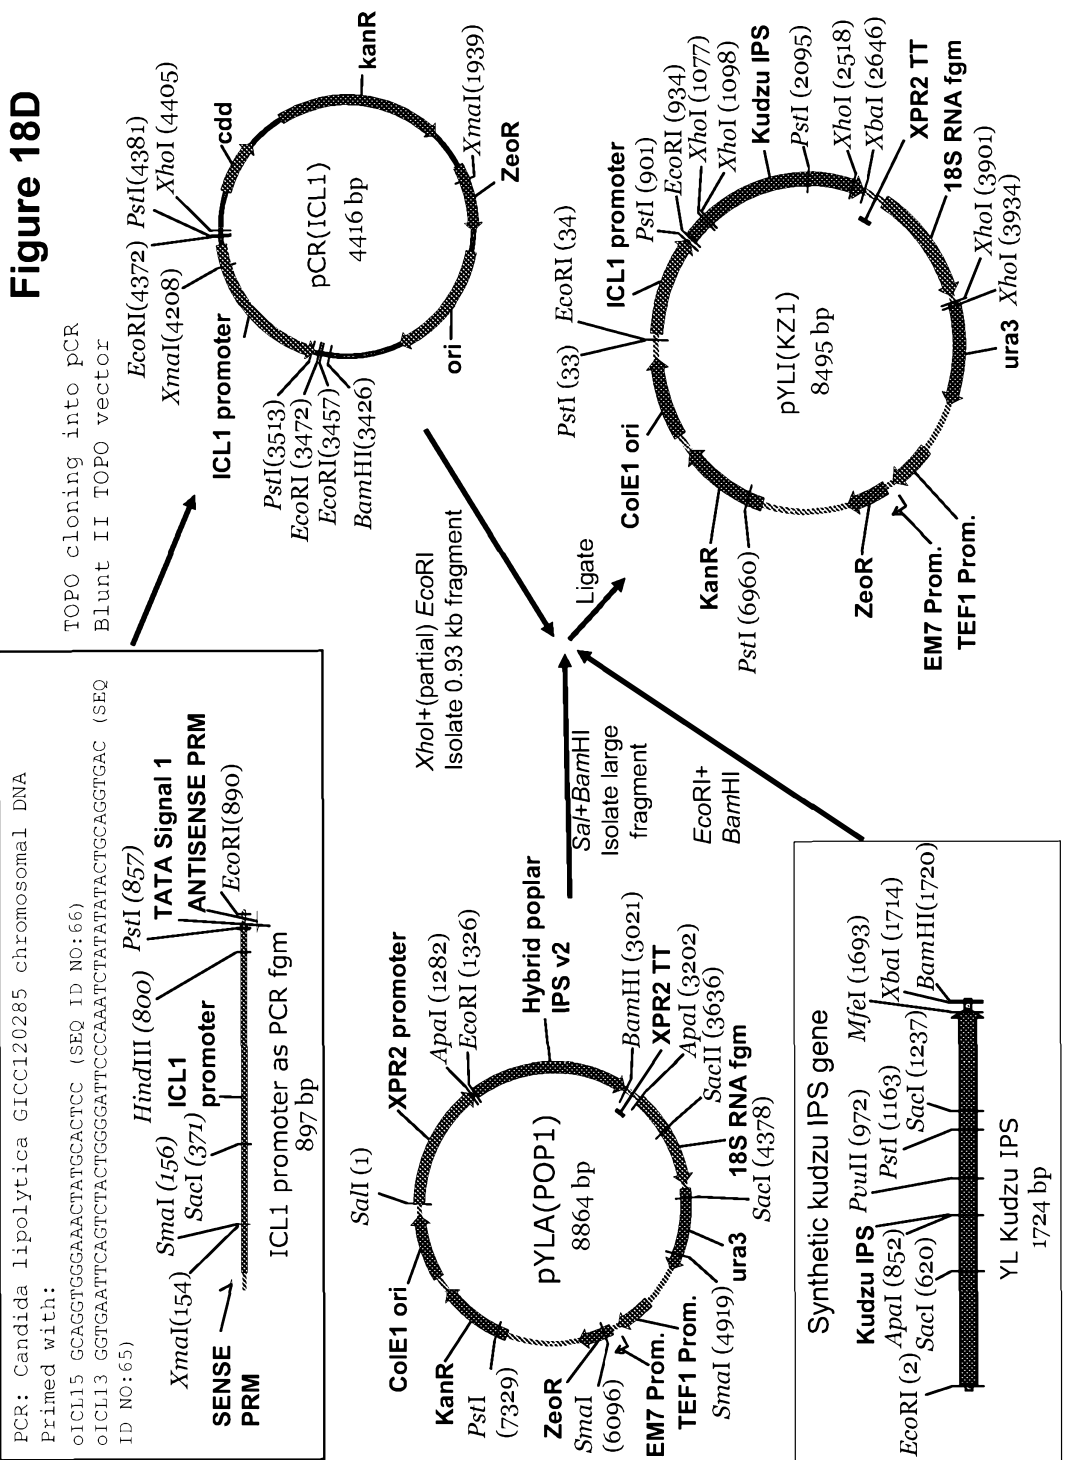 Figure 18D
PCR: Candida lipolytica GICC120285 chromosomal DNA
Primed with:
oICL15 GCAGGTGGGAAACTATGCACTCC (SEQ ID NO:66)
oICL13 GGTGAATTCAGTCTACTGGGGATTCCCAAATCTATATATACTGCAGGTGAC (SEQ
ID NO:65)
XmaI(154)
SmaI (156)
SacI (371)
HindIII (800)
PstI (857)
TATA Signal 1
ANTISENSE PRM
EcoRI(890)
ICL1
promoter
SENSE
PRM
ICL1 promoter as PCR fgm
897 bp
TOPO cloning into pCR
Blunt II TOPO vector
EcoRI(4372)
PstI(4381)
XhoI (4405)
XmaI(4208)
cdd
kanR
XmaI(1939)
ZeoR
ori
ICL1 promoter
PstI(3513)
EcoRI (3472)
EcoRI(3457)
BamHI(3426)
pCR(ICL1)
4416 bp
XhoI+(partial) EcoRI
Isolate 0.93 kb fragment
SalI (1)
XPR2 promoter
ApaI (1282)
EcoRI (1326)
Hybrid poplar
IPS v2
BamHI (3021)
XPR2 TT
ApaI (3202)
SacII (3636)
18S RNA fgm
SacI (4378)
ura3
SmaI (4919)
TEF1 Prom.
EM7 Prom.
SmaI
(6096)
ZeoR
PstI
(7329)
KanR
ColE1 ori
pYLA(POP1)
8864 bp
Sal+BamHI
Isolate large
fragment
EcoRI+
BamHI
Ligate
Synthetic kudzu IPS gene
EcoRI (2)
SacI (620)
ApaI (852)
Kudzu IPS
PvuII (972)
PstI (1163)
SacI (1237)
MfeI (1693)
XbaI (1714)
BamHI(1720)
YL Kudzu IPS
1724 bp
PstI (33)
EcoRI (34)
ICL1 promoter
PstI (901)
EcoRI (934)
XhoI (1077)
XhoI (1098)
Kudzu IPS
PstI (2095)
XhoI (2518)
XbaI (2646)
XPR2 TT
18S RNA fgm
XhoI (3901)
XhoI (3934)
ura3
TEF1 Prom.
EM7 Prom.
ZeoR
PstI (6960)
KanR
ColE1 ori
pYLI(KZ1)
8495 bp